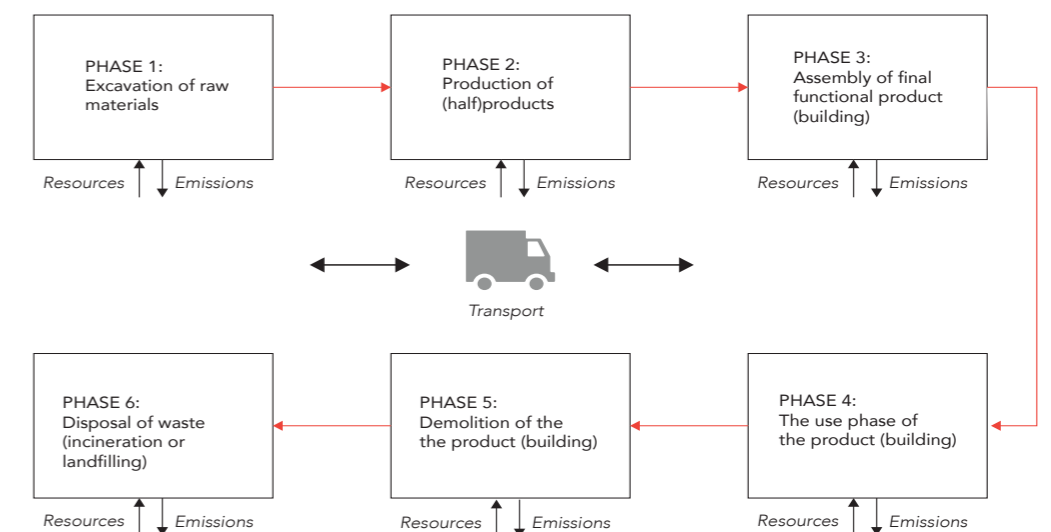 PHASE 1:
Excavation of raw
materials
PHASE 2:
Production of
(half)products
PHASE 3:
Assembly of final
functional product
(building)
Resources
Emissions
Resources
Emissions
Resources
Emissions
Transport
PHASE 6:
Disposal of waste
(incineration or
landfilling)
PHASE 5:
Demolition of the
the product (building)
PHASE 4:
The use phase of
the product (building)
Resources
Emissions
Resources
Emissions
Resources
Emissions